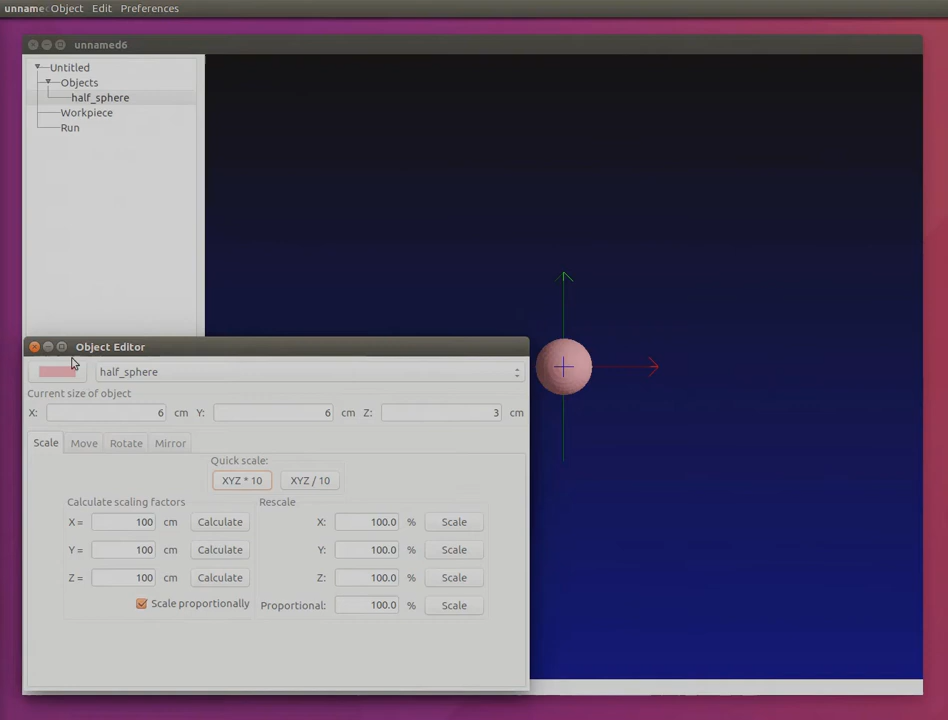 unname Object Edit Preferences
unnamed6
Untitled
Objects
half_sphere
Workpiece
Run
Object Editor
half_sphere
Current size of object
X: 6 cm Y: 6 cm Z: 3 cm
Scale Move Rotate Mirror
Quick scale:
XYZ * 10 XYZ / 10
Calculate scaling factors Rescale
X = 100 cm Calculate X: 100.0 % Scale
Y = 100 cm Calculate Y: 100.0 % Scale
Z = 100 cm Calculate Z: 100.0 % Scale
Scale proportionally Proportional: 100.0 % Scale